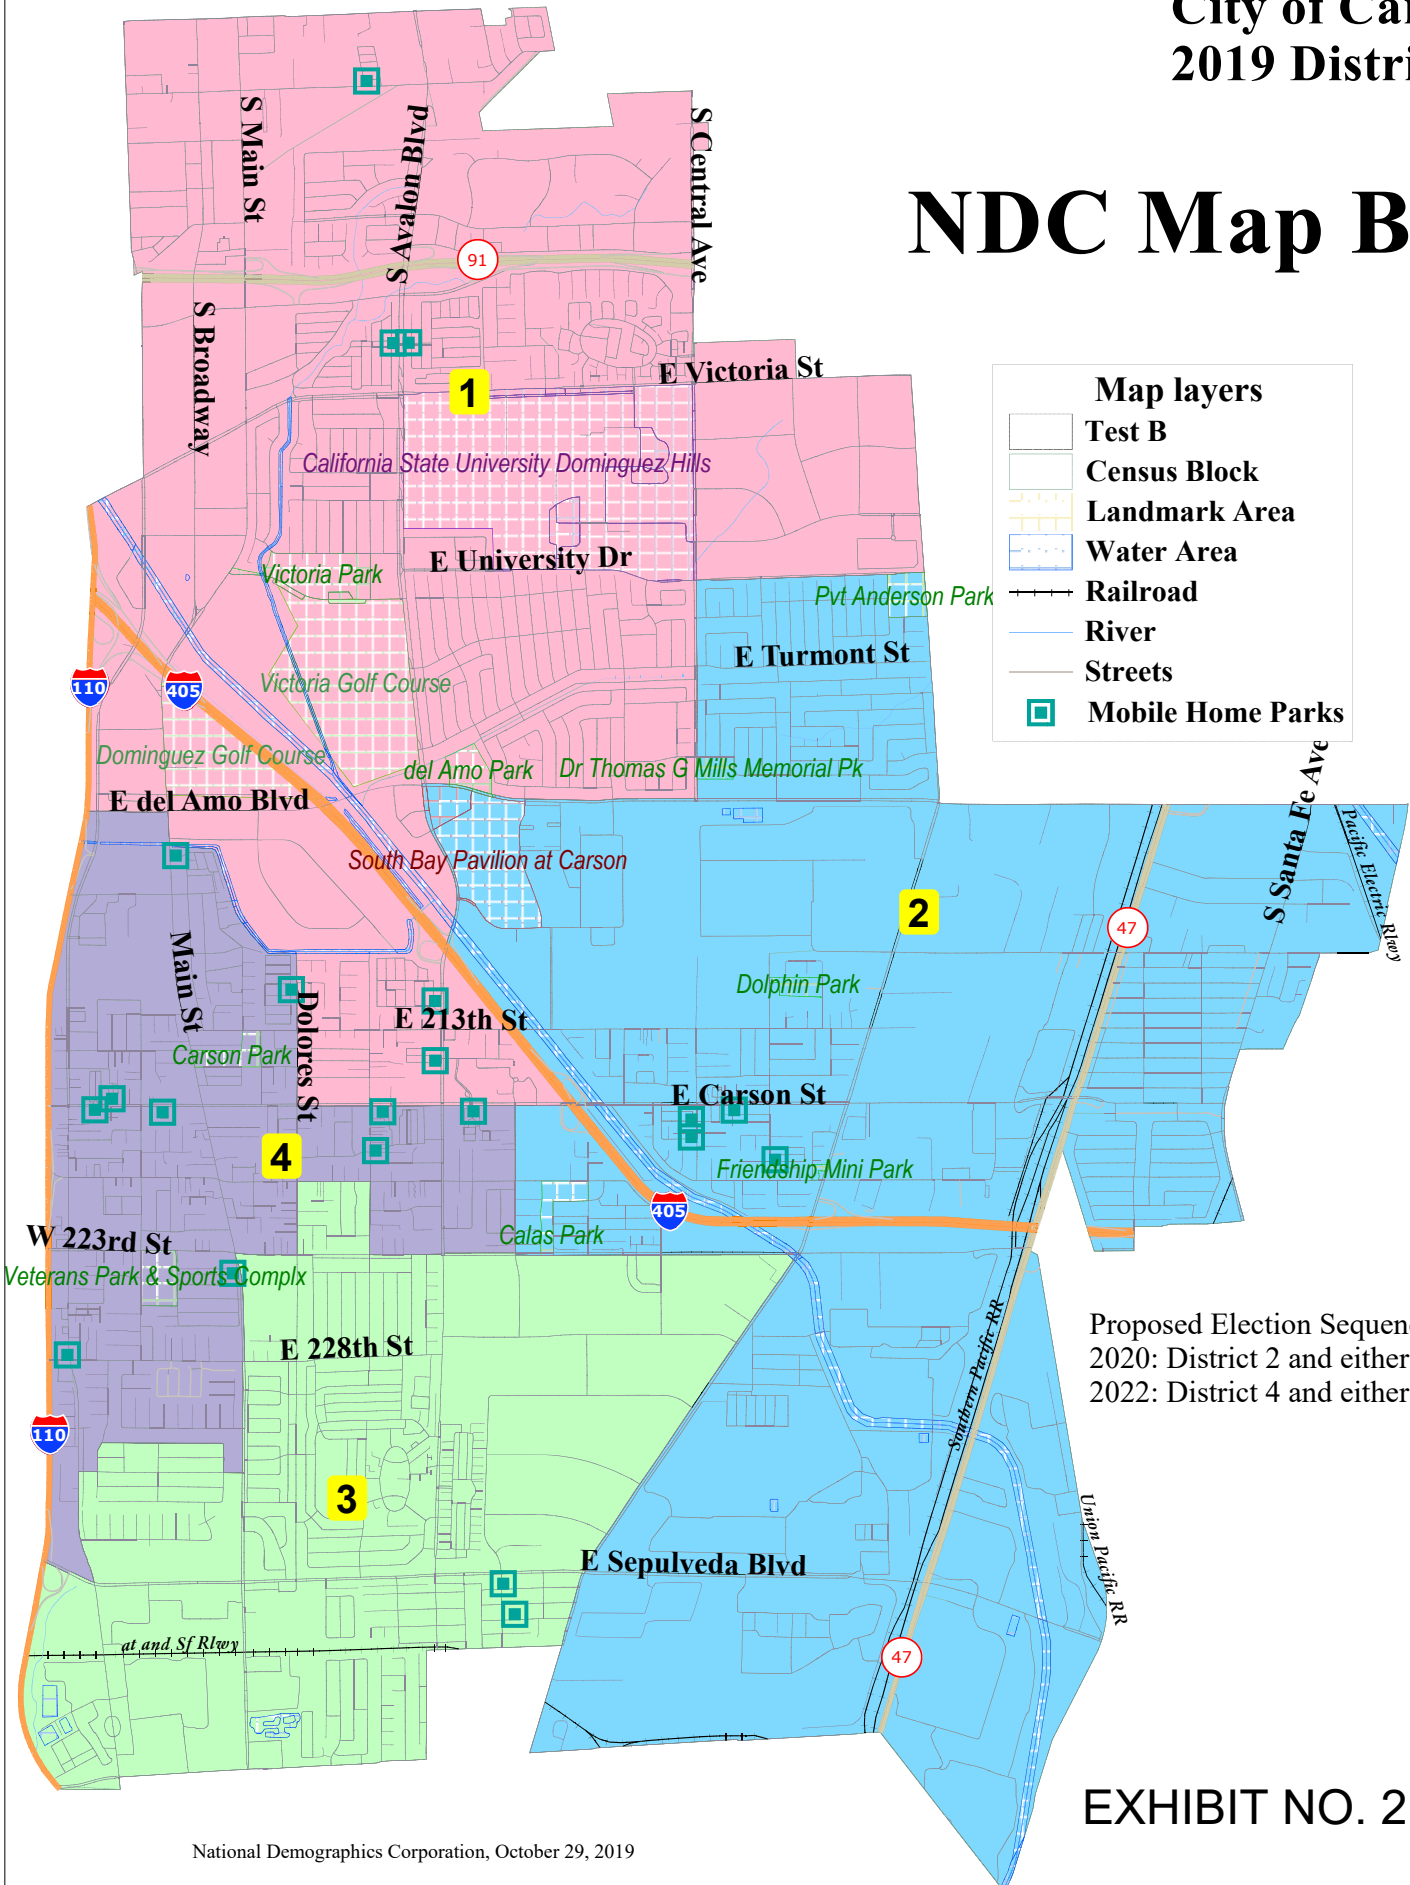 City of Car
2019 Distri
NDC Map B
S Main St
S Avalon Blvd
S Central Ave
91
S Broadway
E Victoria St
1
Map layers
Test B
Census Block
Landmark Area
Water Area
Railroad
River
Streets
Mobile Home Parks
California State University Dominguez Hills
E University Dr
Victoria Park
Pvt Anderson Park
E Turmont St
110
405
Victoria Golf Course
Dominguez Golf Course
del Amo Park
Dr Thomas G Mills Memorial Pk
E del Amo Blvd
S Santa Fe Ave
Pacific Electric Rlwy
South Bay Pavilion at Carson
2
47
Main St
Dolphin Park
Dolores St
E 213th St
Carson Park
E Carson St
4
Friendship Mini Park
405
Calas Park
W 223rd St
Veterans Park & Sports Complx
E 228th St
Southern Pacific RR
Proposed Election Sequenc
2020: District 2 and either
2022: District 4 and either
110
3
Union Pacific RR
E Sepulveda Blvd
at and Sf Rlwy
47
EXHIBIT NO. 2
National Demographics Corporation, October 29, 2019